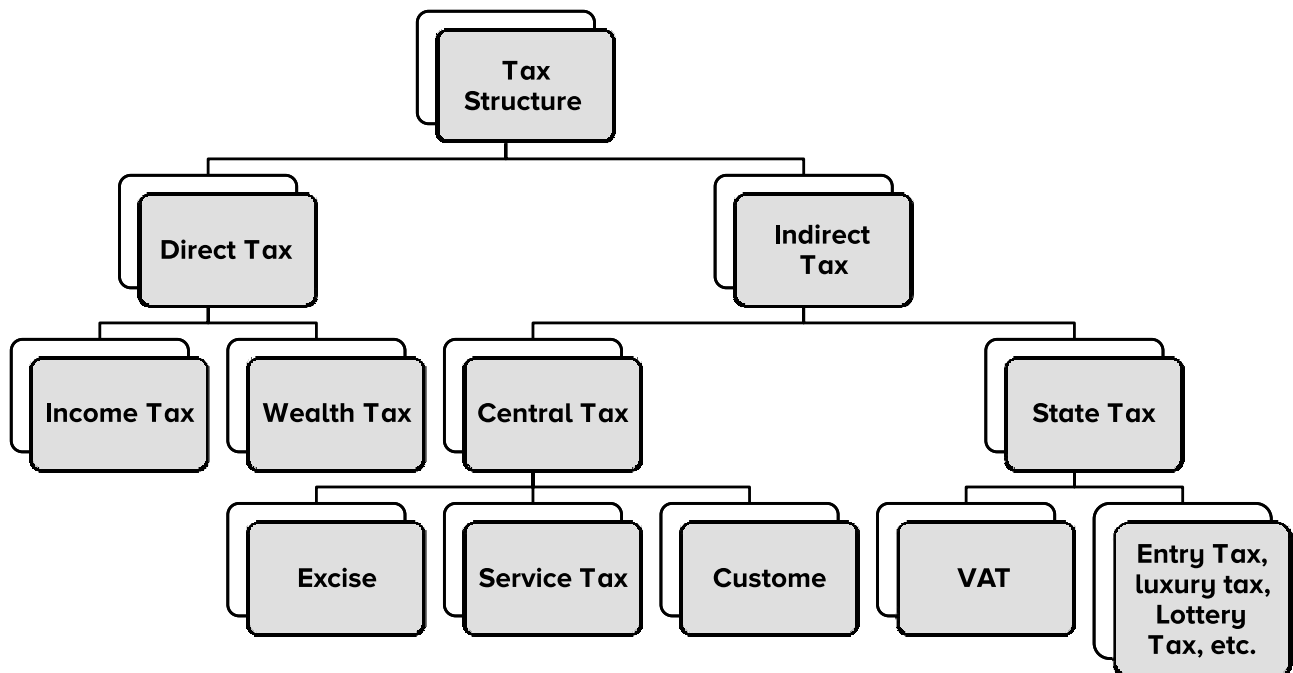 Tax
Structure
Direct Tax
Indirect
Tax
Income Tax
Wealth Tax
Central Tax
State Tax
Excise
Service Tax
Custome
VAT
Entry Tax,
luxury tax,
Lottery
Tax, etc.